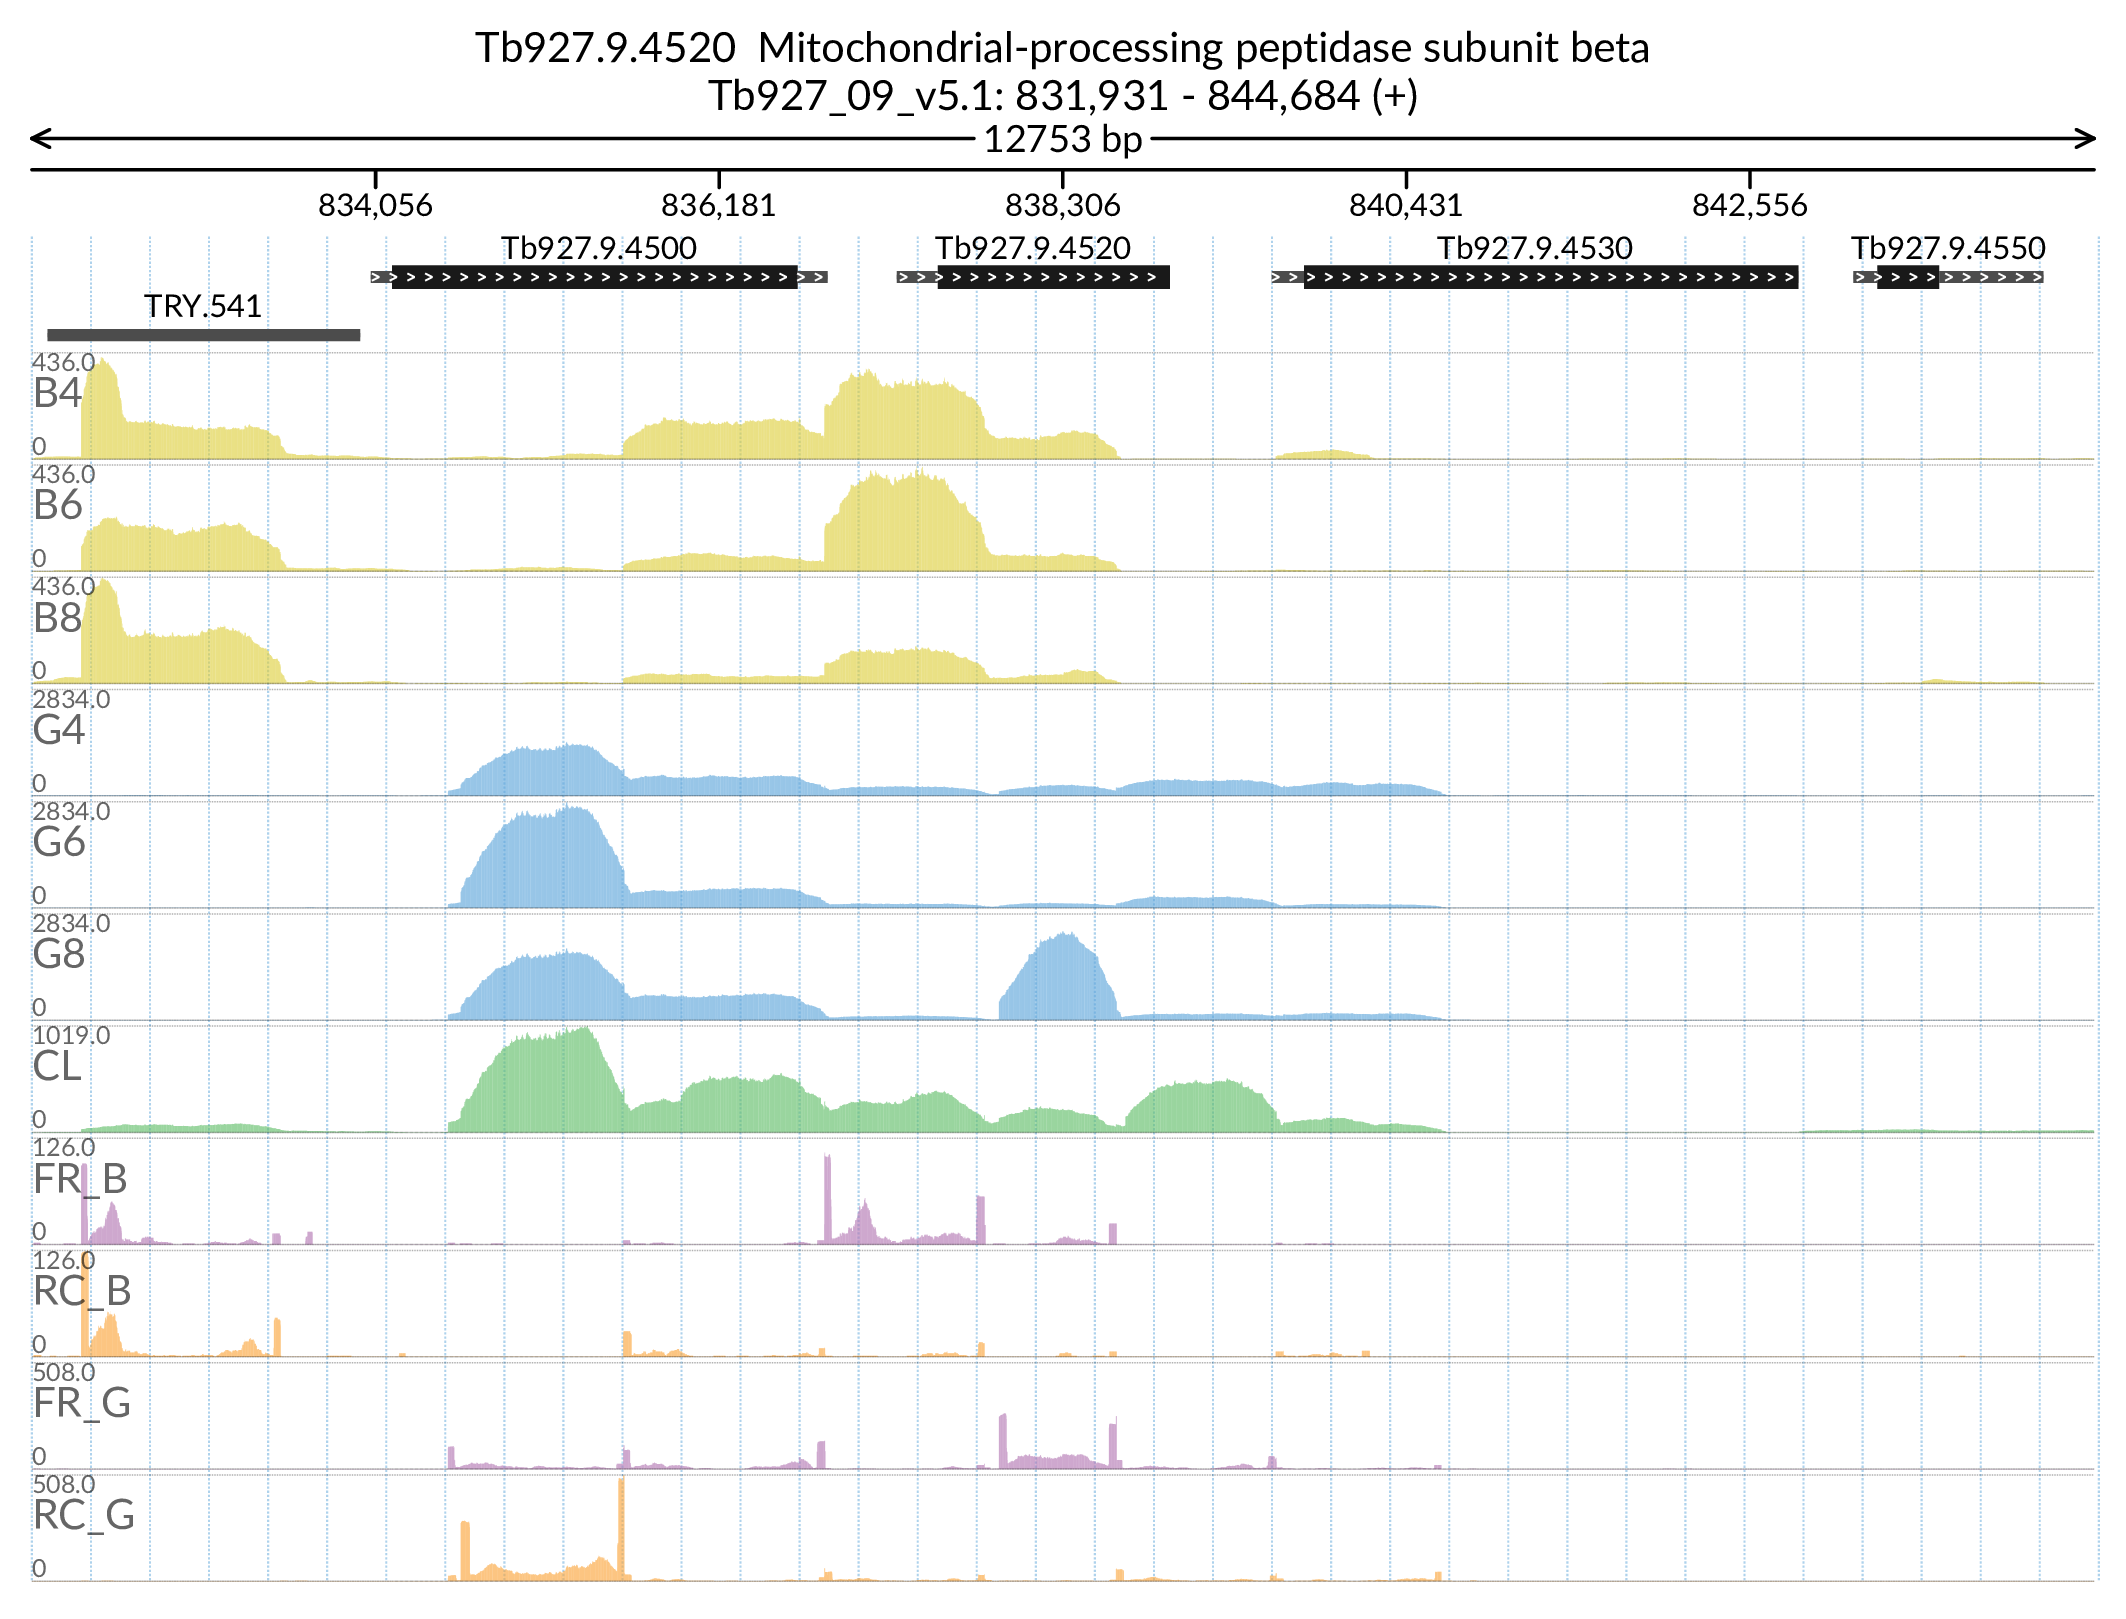 Tb927.9.4520  Mitochondrial-processing peptidase subunit beta
Tb927_09_v5.1: 831,931 - 844,684 (+)
12753 bp
834,056 836,181 838,306 840,431 842,556
Tb927.9.4500 Tb927.9.4520 Tb927.9.4530 Tb927.9.4550
TRY.541
436.0
B4
0
436.0
B6
0
436.0
B8
0
2834.0
G4
0
2834.0
G6
0
2834.0
G8
0
1019.0
CL
0
126.0
FR_B
0
126.0
RC_B
0
508.0
FR_G
0
508.0
RC_G
0